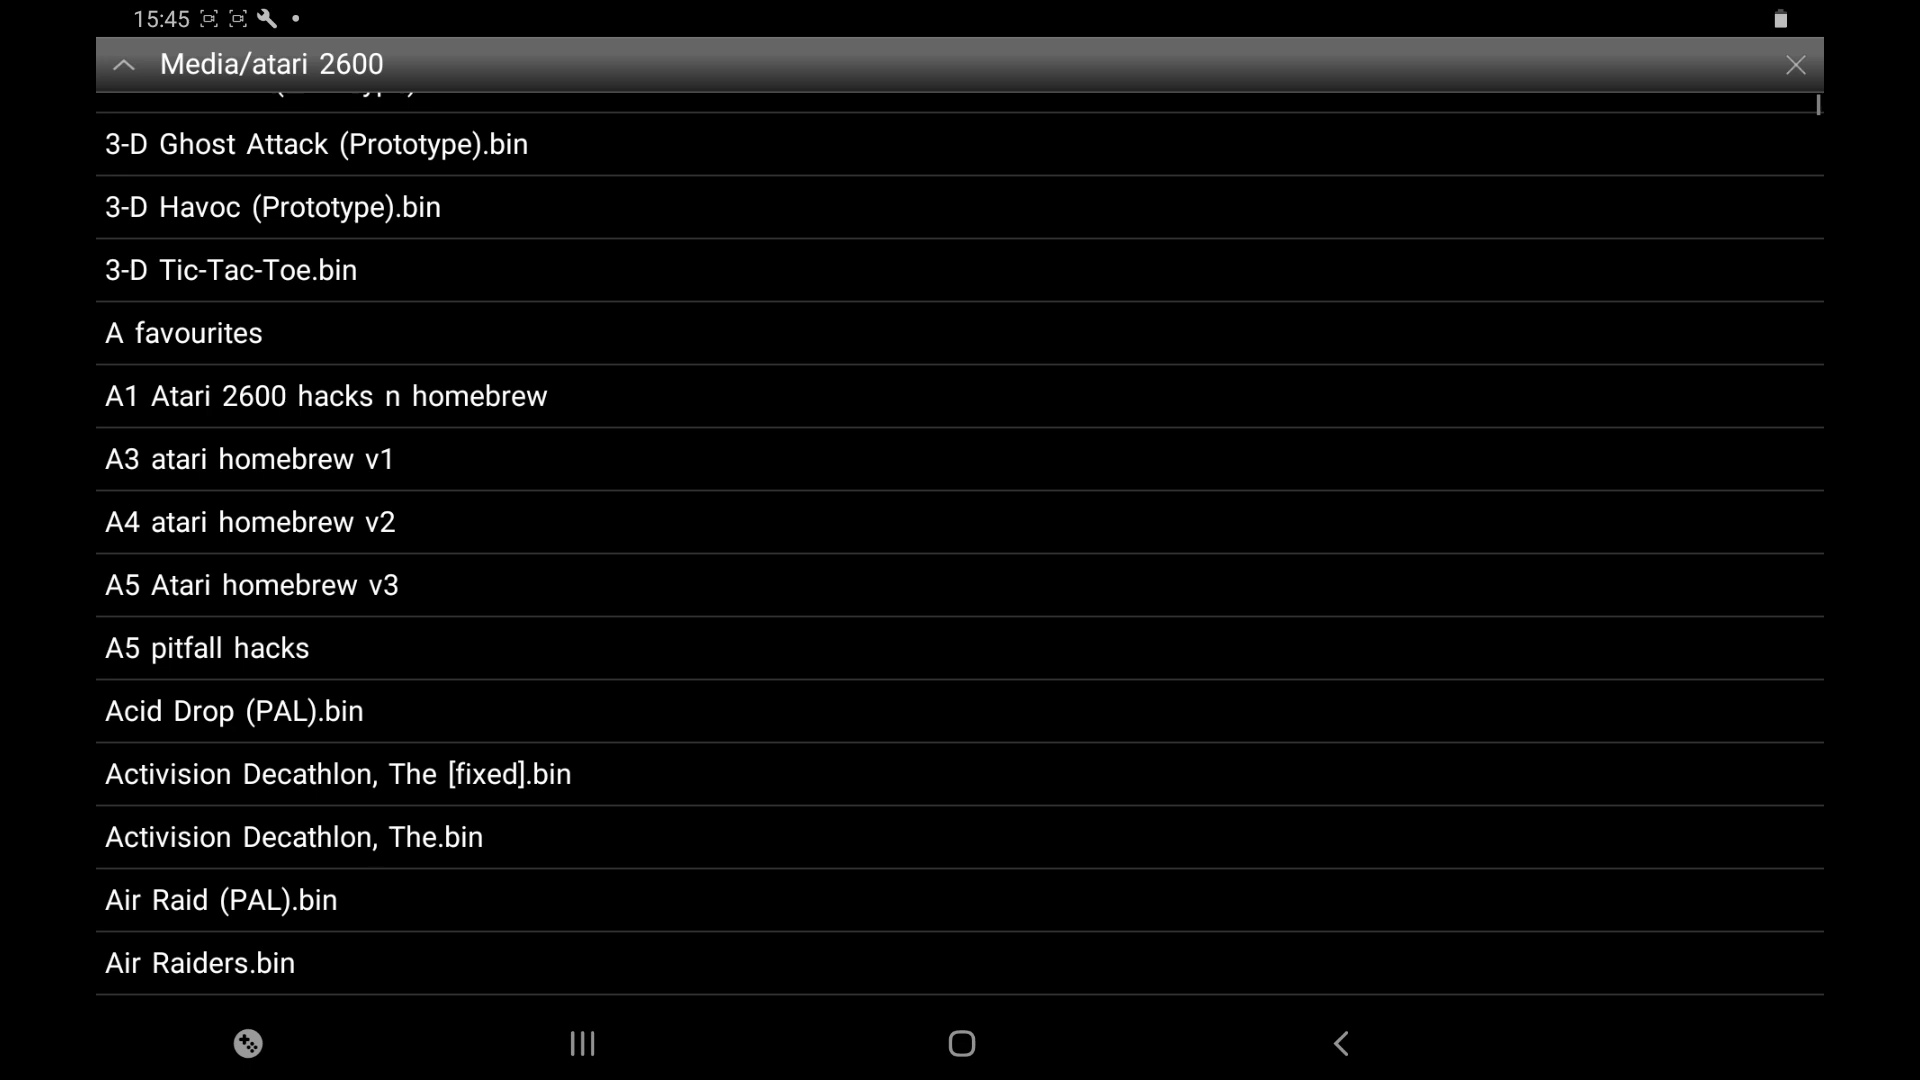 15:45
Media/atari 2600
3-D Ghost Attack (Prototype).bin
3-D Havoc (Prototype).bin
3-D Tic-Tac-Toe.bin
A favourites
A1 Atari 2600 hacks n homebrew
A3 atari homebrew v1
A4 atari homebrew v2
A5 Atari homebrew v3
A5 pitfall hacks
Acid Drop (PAL).bin
Activision Decathlon, The [fixed].bin
Activision Decathlon, The.bin
Air Raid (PAL).bin
Air Raiders.bin